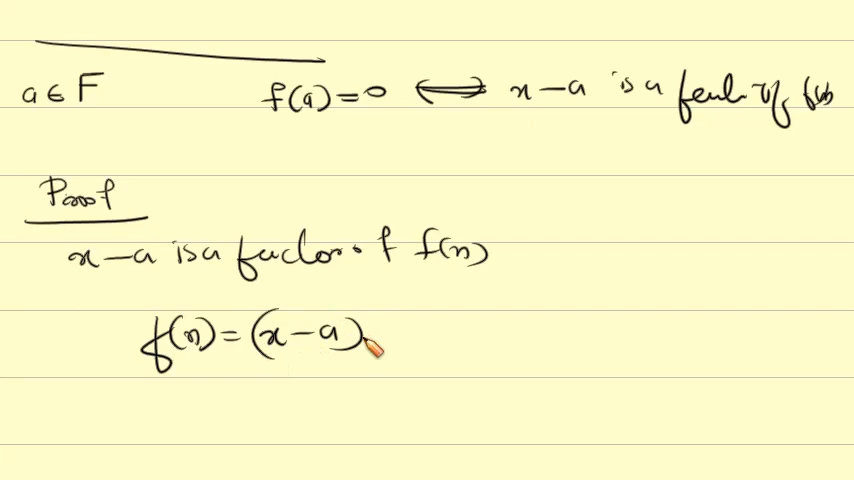 a ∈ F f(a)=0 ⟺ x-a is a factor of f(x)
Proof
x-a is a factor of f(x)
f(x) = (x-a)